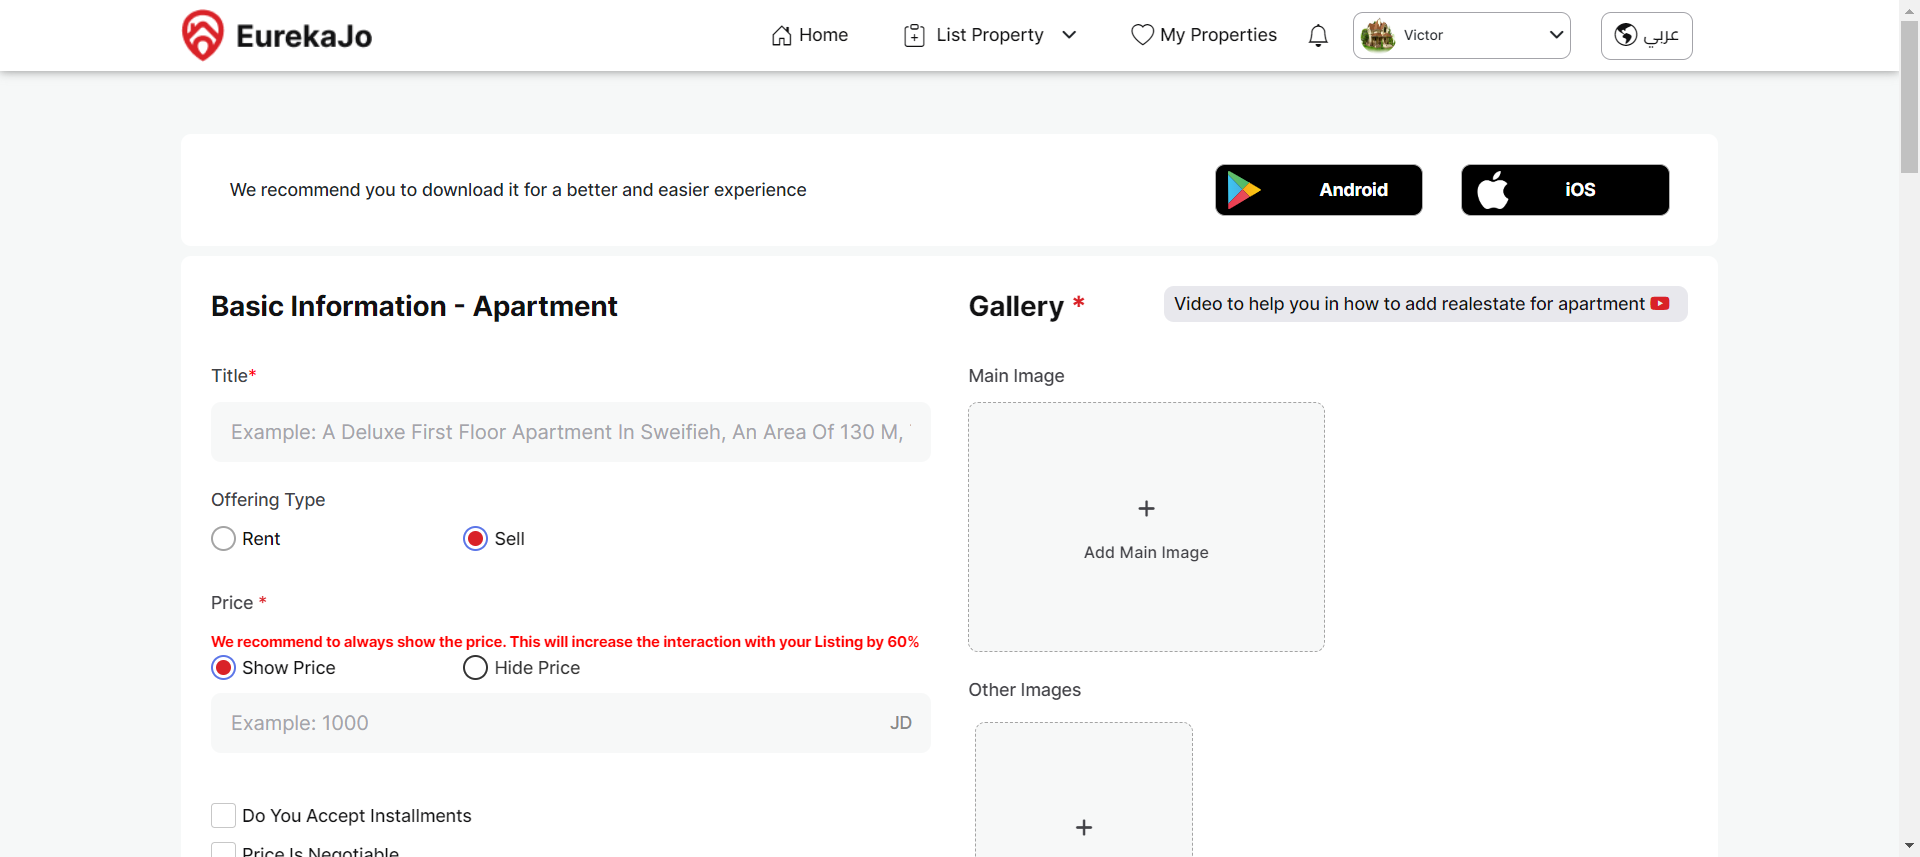 EurekaJo
Home
List Property
My Properties
Victor
عربي
We recommend you to download it for a better and easier experience
Android
iOS
Basic Information - Apartment
Title*
Example: A Deluxe First Floor Apartment In Sweifieh, An Area Of 130 M,
Offering Type
Rent
Sell
Price *
We recommend to always show the price. This will increase the interaction with your Listing by 60%
Show Price
Hide Price
Example: 1000
JD
Do You Accept Installments
Price Is Negotiable
Gallery *
Video to help you in how to add realestate for apartment
Main Image
+
Add Main Image
Other Images
+